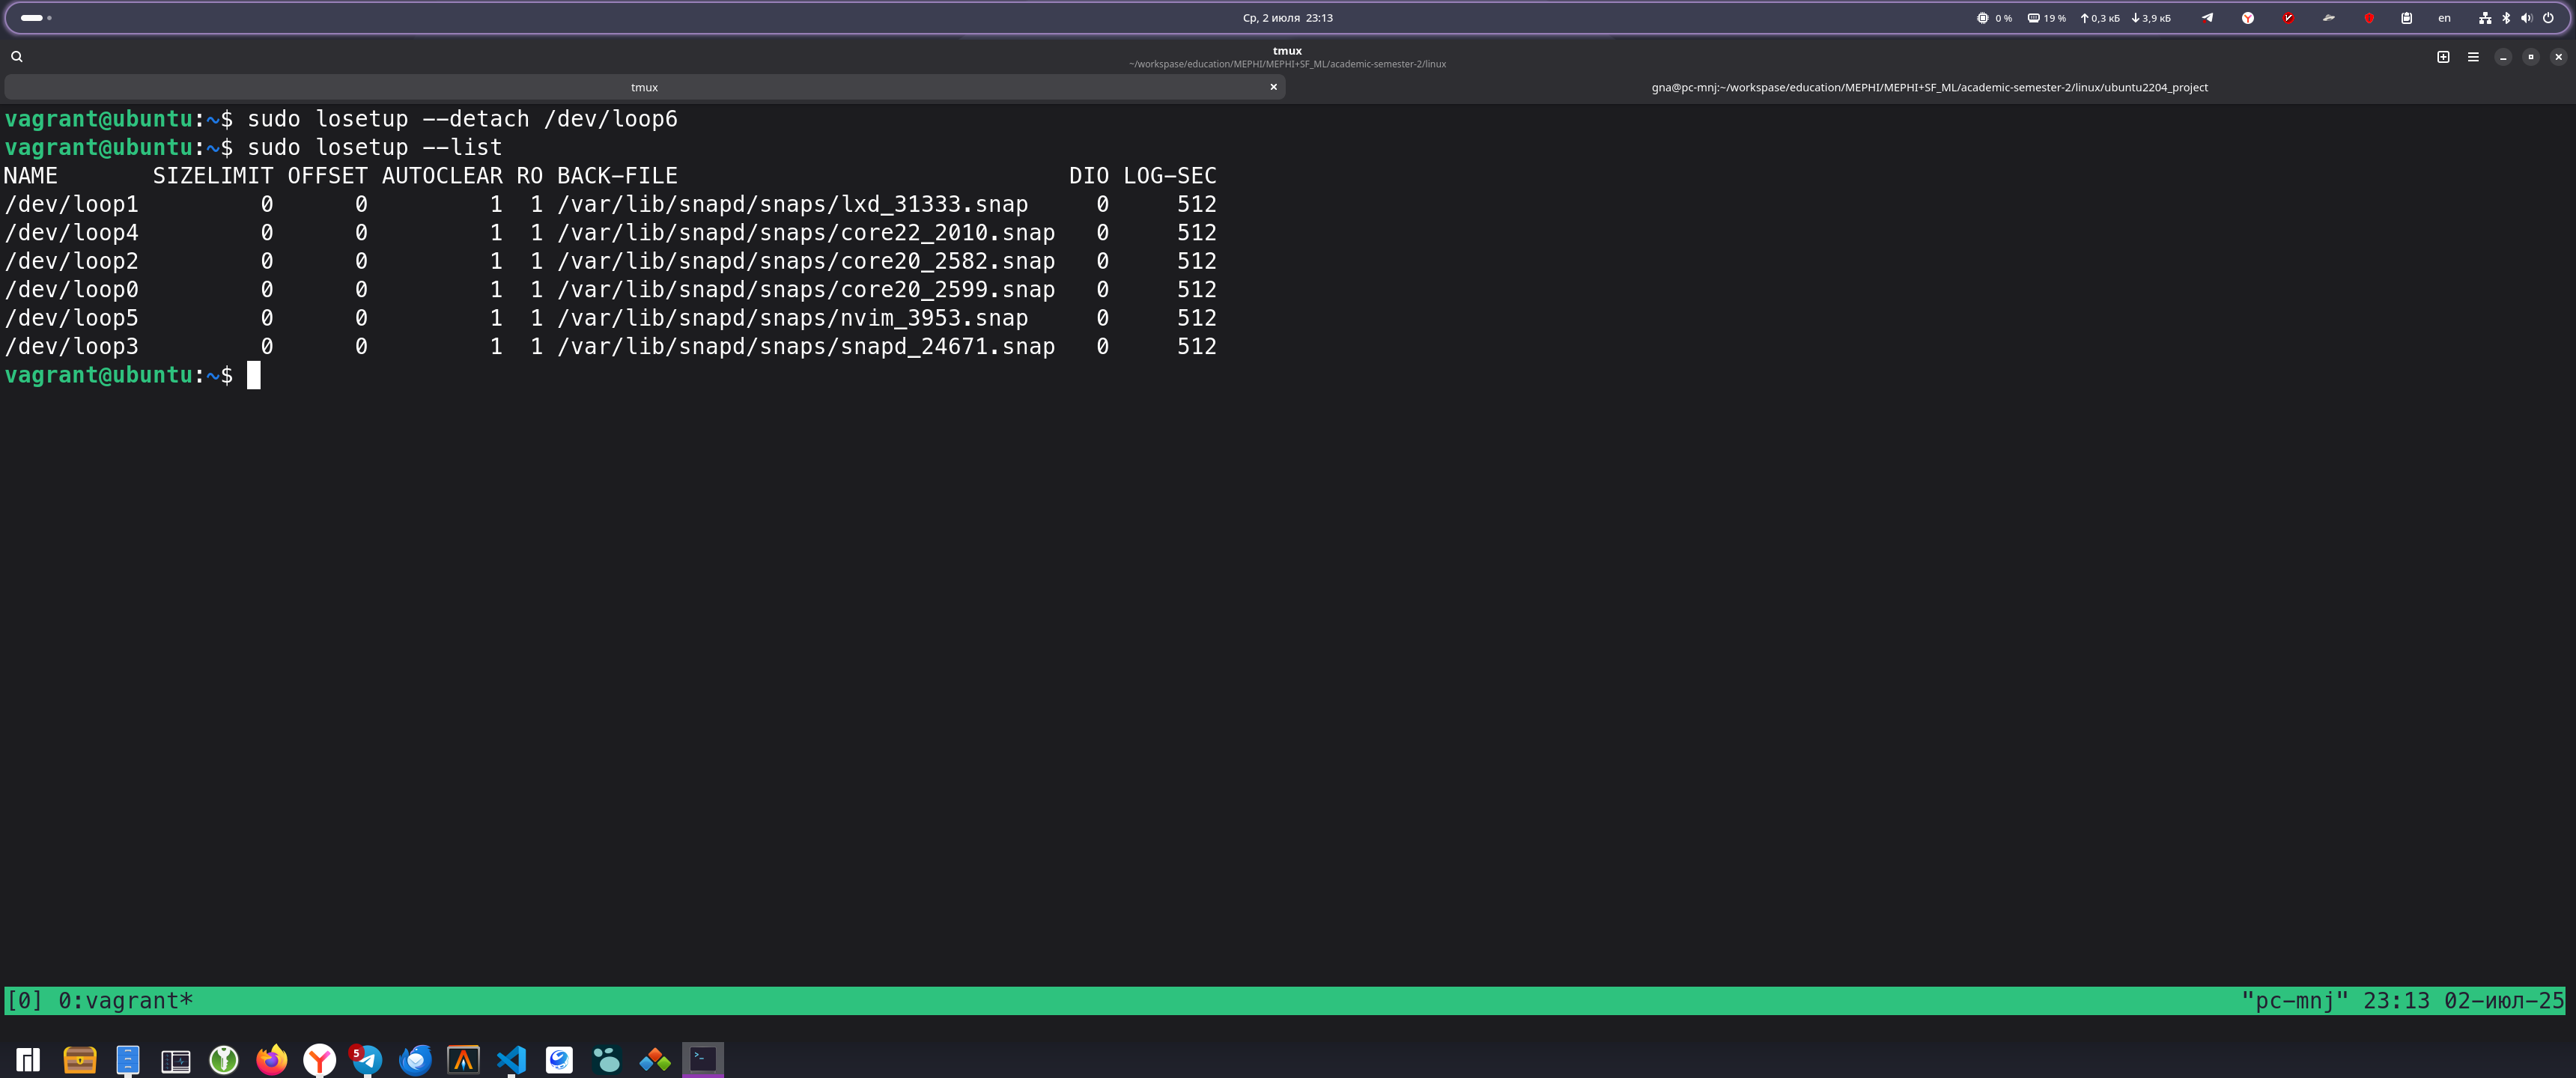 Ср, 2 июля 23:13
0 % 19 % 0,3 кБ 3,9 кБ en
tmux
~/workspase/education/MEPHI/MEPHI+SF_ML/academic-semester-2/linux
tmux
gna@pc-mnj:~/workspase/education/MEPHI/MEPHI+SF_ML/academic-semester-2/linux/ubuntu2204_project
vagrant@ubuntu:~$ sudo losetup --detach /dev/loop6
vagrant@ubuntu:~$ sudo losetup --list
NAME SIZELIMIT OFFSET AUTOCLEAR RO BACK-FILE DIO LOG-SEC
/dev/loop1 0 0 1 1 /var/lib/snapd/snaps/lxd_31333.snap 0 512
/dev/loop4 0 0 1 1 /var/lib/snapd/snaps/core22_2010.snap 0 512
/dev/loop2 0 0 1 1 /var/lib/snapd/snaps/core20_2582.snap 0 512
/dev/loop0 0 0 1 1 /var/lib/snapd/snaps/core20_2599.snap 0 512
/dev/loop5 0 0 1 1 /var/lib/snapd/snaps/nvim_3953.snap 0 512
/dev/loop3 0 0 1 1 /var/lib/snapd/snaps/snapd_24671.snap 0 512
vagrant@ubuntu:~$
[0] 0:vagrant* "pc-mnj" 23:13 02-июл-25
5